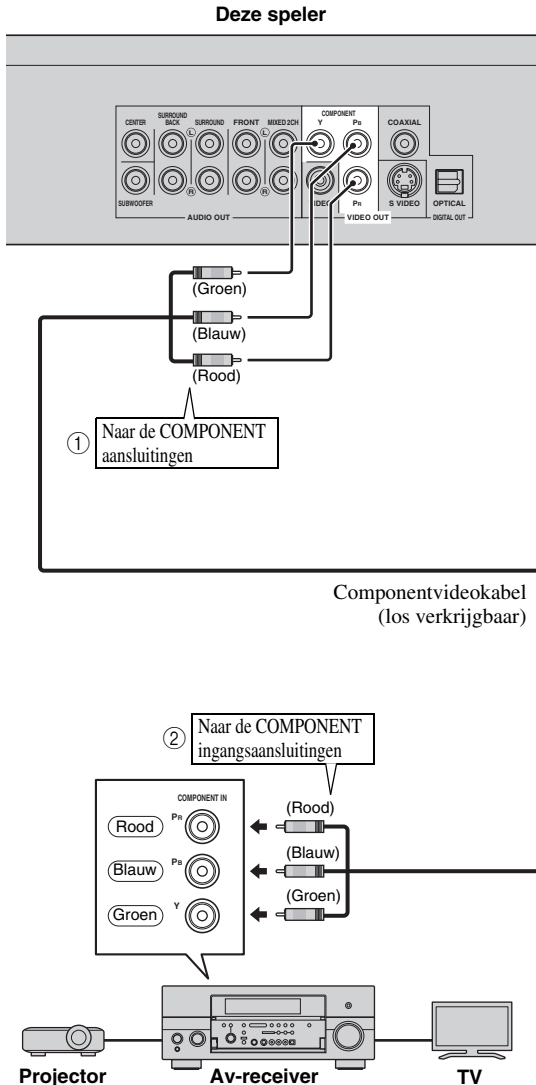 Deze speler
COMPONENT
CENTER SURROUND BACK SURROUND FRONT MIXED 2CH Y PB COAXIAL
L L
R R
SUBWOOFER VIDEO PR S VIDEO OPTICAL
AUDIO OUT VIDEO OUT DIGITAL OUT
(Groen)
(Blauw)
(Rood)
1 Naar de COMPONENT
aansluitingen
Componentvideokabel
(los verkrijgbaar)
2 Naar de COMPONENT
ingangsaansluitingen
COMPONENT IN
Rood PR (Rood)
Blauw PB (Blauw)
Groen Y (Groen)
Projector Av-receiver TV